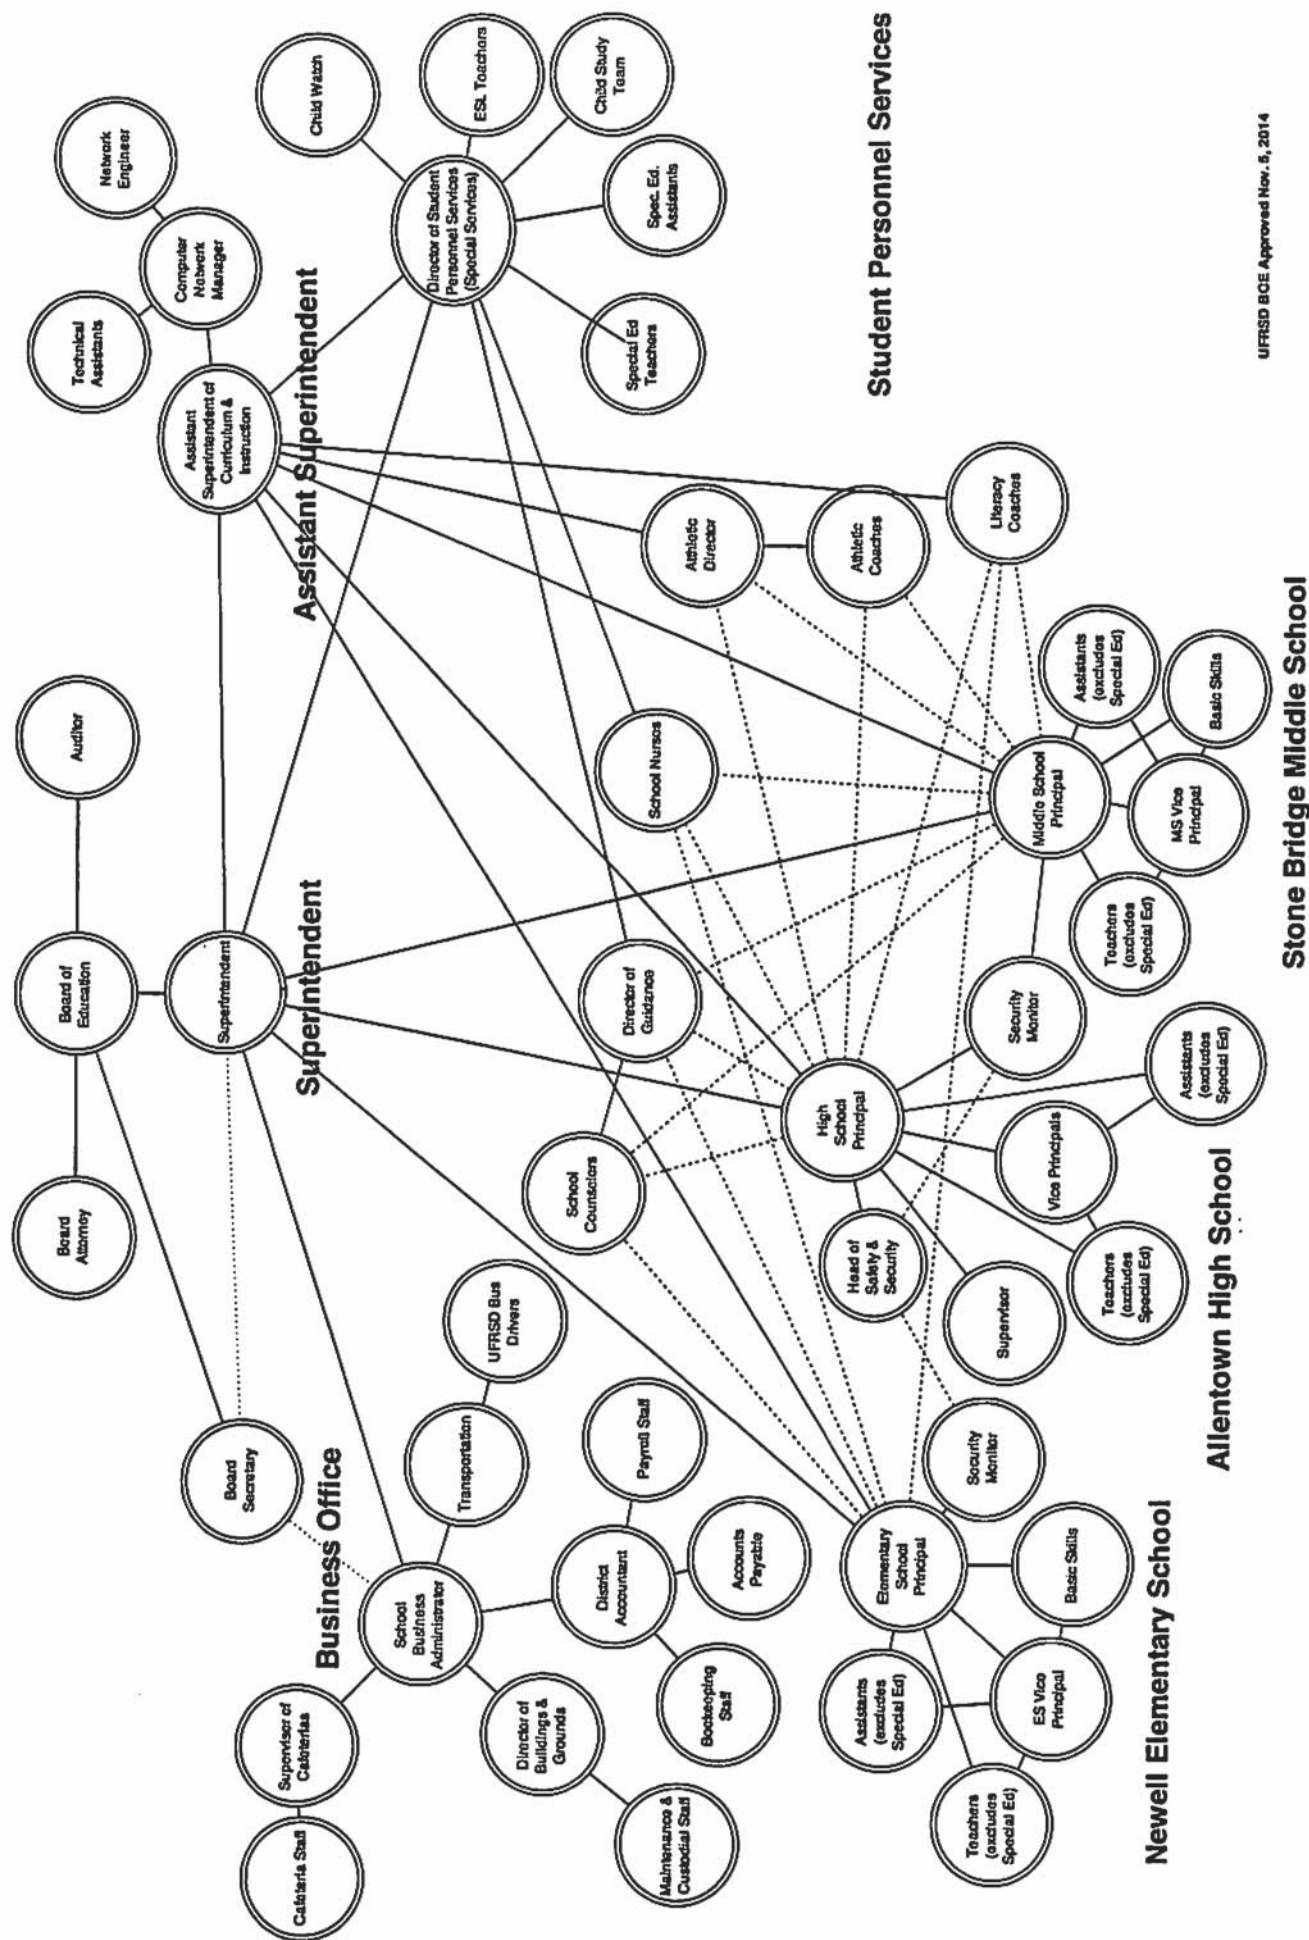 Board
Attorney
Board of
Education
Auditor
Technical
Assistants
Network
Engineer
Computer
Network
Manager
Board
Secretary
Superintendent
Superintendent
Assistant
Superintendent of
Curriculum &
Instruction
Assistant Superintendent
Child Watch
ESL Teachers
Child Study
Team
Director of Student
Personnel Services
(Special Services)
Spec. Ed.
Assistants
Special Ed
Teachers
Student Personnel Services
Business Office
Supervisor of
Cafeterias
Cafeteria Staff
School
Business
Administrator
Transportation
UFRSD Bus
Drivers
Director of
Buildings &
Grounds
Maintenance &
Custodial Staff
District
Accountant
Payroll Staff
Accounts
Payable
Bookeeping
Staff
School
Counselors
Director of
Guidance
School Nurses
Athletic
Director
Athletic
Coaches
Literacy
Coaches
Elementary
School
Principal
Security
Monitor
Assistants
(excludes
Special Ed)
Teachers
(excludes
Special Ed)
ES Vice
Principal
Basic Skills
Newell Elementary School
High
School
Principal
Head of
Safety &
Security
Supervisor
Teachers
(excludes
Special Ed)
Vice Principals
Assistants
(excludes
Special Ed)
Security
Monitor
Allentown High School
Middle School
Principal
Teachers
(excludes
Special Ed)
MS Vice
Principal
Assistants
(excludes
Special Ed)
Basic Skills
Stone Bridge Middle School
UFRSD BOE Approved Nov. 5, 2014